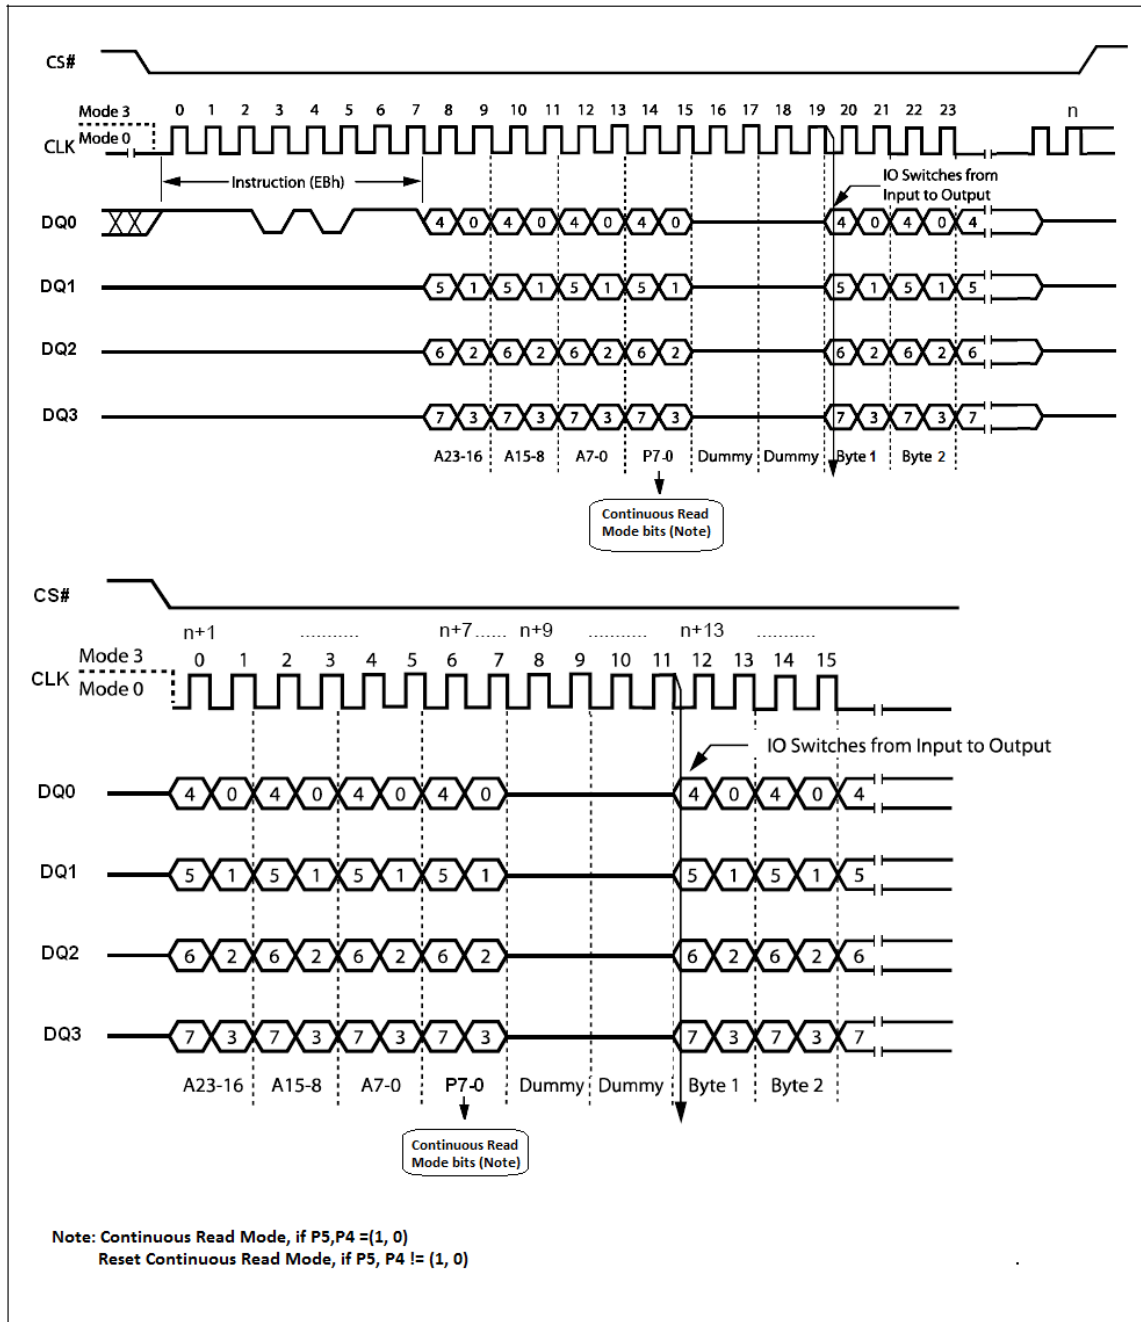 CS#
Mode 3
0 1 2 3 4 5 6 7 8 9 10 11 12 13 14 15 16 17 18 19 20 21 22 23 n
CLK Mode 0
Instruction (EBh)
IO Switches from
Input to Output
DQ0 4 0 4 0 4 0 4 0 4 0 4 0 4
DQ1 5 1 5 1 5 1 5 1 5 1 5 1 5
DQ2 6 2 6 2 6 2 6 2 6 2 6 2 6
DQ3 7 3 7 3 7 3 7 3 7 3 7 3 7
A23-16 A15-8 A7-0 P7-0 Dummy Dummy Byte 1 Byte 2
Continuous Read
Mode bits (Note)
CS#
n+1 ........... n+7 ...... n+9 ........... n+13 ...........
Mode 3 0 1 2 3 4 5 6 7 8 9 10 11 12 13 14 15
CLK Mode 0
IO Switches from Input to Output
DQ0 4 0 4 0 4 0 4 0 4 0 4 0 4
DQ1 5 1 5 1 5 1 5 1 5 1 5 1 5
DQ2 6 2 6 2 6 2 6 2 6 2 6 2 6
DQ3 7 3 7 3 7 3 7 3 7 3 7 3 7
A23-16 A15-8 A7-0 P7-0 Dummy Dummy Byte 1 Byte 2
Continuous Read
Mode bits (Note)
Note: Continuous Read Mode, if P5,P4 =(1, 0)
Reset Continuous Read Mode, if P5, P4 != (1, 0) .